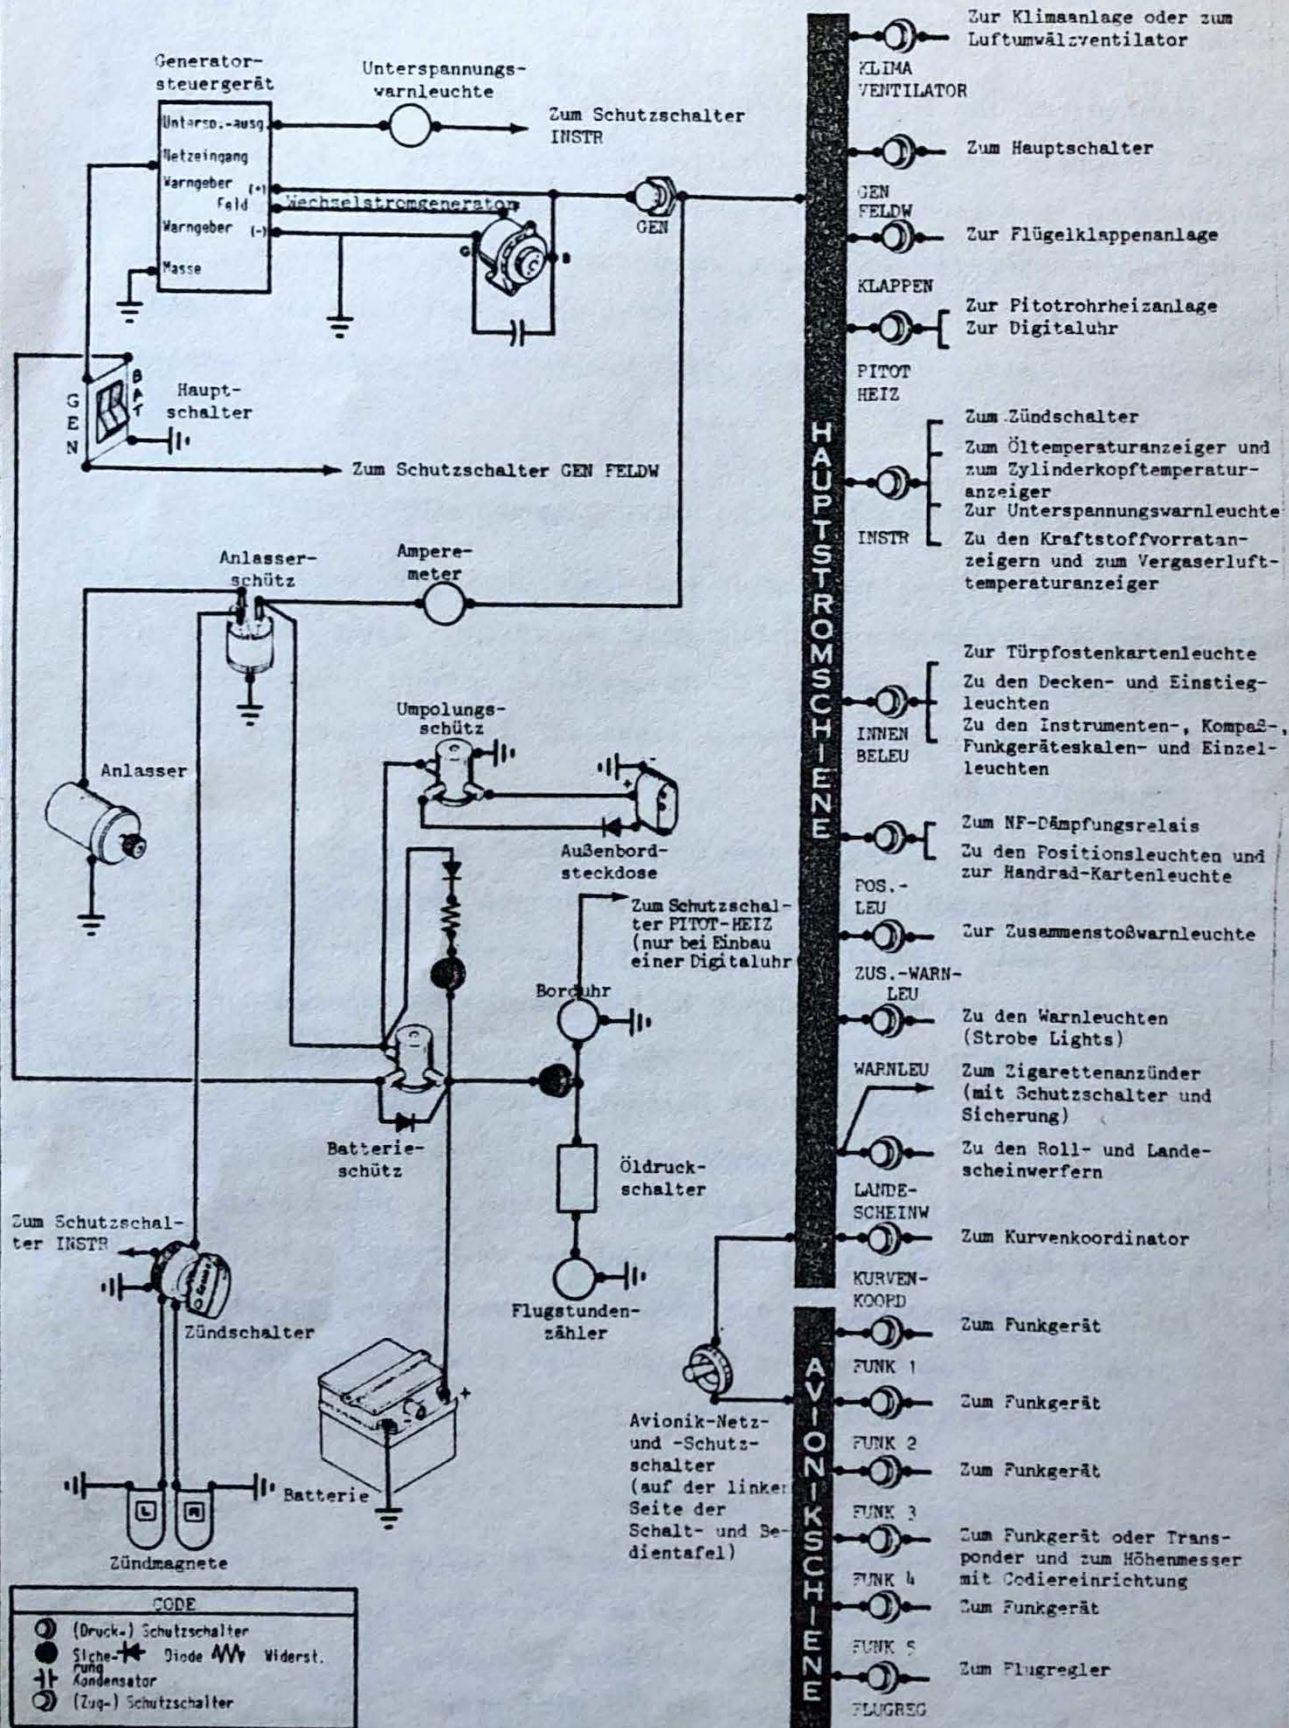 Generator-
steuergerät
Untersp.-ausg.
Netzeingang
Warngeber (+)
Feld
Warngeber (-)
Masse
Unterspannungs-
warnleuchte
Zum Schutzschalter
INSTR
Wechselstromgenerator
G
B
GEN
GEN
BAT
Haupt-
schalter
Zum Schutzschalter GEN FELDW
Anlasser-
schütz
Ampere-
meter
Anlasser
Umpolungs-
schütz
+
-
Außenbord-
steckdose
Zum Schutzschal-
ter PITOT-HEIZ
(nur bei Einbau
einer Digitaluhr
Borduhr
Batterie-
schütz
Öldruck-
schalter
Flugstunden-
zähler
Zum Schutzschal-
ter INSTR
Zündschalter
L
R
Zündmagnete
+
-
Batterie
Avionik-Netz-
und -Schutz-
schalter
(auf der linken
Seite der
Schalt- und Be-
dientafel)
HAUPTSTROMSCHIENE
Zur Klimaanlage oder zum
Luftumwälzventilator
KLIMA
VENTILATOR
Zum Hauptschalter
GEN
FELDW
Zur Flügelklappenanlage
KLAPPEN
Zur Pitotrohrheizanlage
Zur Digitaluhr
PITOT
HEIZ
Zum Zündschalter
Zum Öltemperaturanzeiger und
zum Zylinderkopftemperatur-
anzeiger
Zur Unterspannungswarnleuchte
Zu den Kraftstoffvorratan-
zeigern und zum Vergaserluft-
temperaturanzeiger
INSTR
Zur Türpfostenkartenleuchte
Zu den Decken- und Einstieg-
leuchten
Zu den Instrumenten-, Kompaß-,
Funkgeräteskalen- und Einzel-
leuchten
INNEN
BELEU
Zum NF-Dämpfungsrelais
Zu den Positionsleuchten und
zur Handrad-Kartenleuchte
POS.-
LEU
Zur Zusammenstoßwarnleuchte
ZUS.-WARN-
LEU
Zu den Warnleuchten
(Strobe Lights)
WARNLEU
Zum Zigarettenanzünder
(mit Schutzschalter und
Sicherung)
Zu den Roll- und Lande-
scheinwerfern
LANDE-
SCHEINW
Zum Kurvenkoordinator
KURVEN-
KOORD
AVIONIKSCHIENE
Zum Funkgerät
FUNK 1
Zum Funkgerät
FUNK 2
Zum Funkgerät
FUNK 3
Zum Funkgerät oder Trans-
ponder und zum Höhenmesser
mit Codiereinrichtung
FUNK 4
Zum Funkgerät
FUNK 5
Zum Flugregler
FLUGREG
CODE
(Druck-) Schutzschalter
Siche-
rung
Diode
Widerst.
Kondensator
(Zug-) Schutzschalter